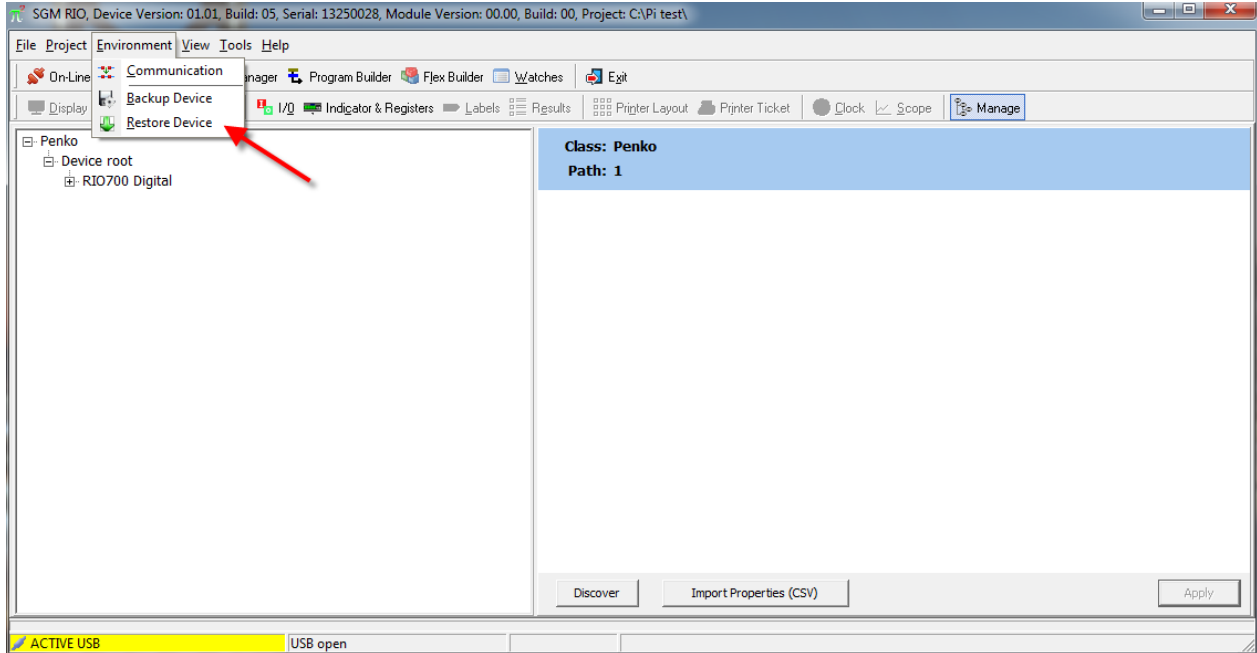 SGM RIO, Device Version: 01.01, Build: 05, Serial: 13250028, Module Version: 00.00, Build: 00, Project: C:\Pi test\
File Project Environment View Tools Help
On-Line nager Program Builder Flex Builder Watches Exit
Communication
Backup Device
Restore Device
Display I/O Indicator & Registers Labels Results Printer Layout Printer Ticket Clock Scope Manage
Penko
Device root
RIO700 Digital
Class: Penko
Path: 1
Discover Import Properties (CSV) Apply
ACTIVE USB USB open